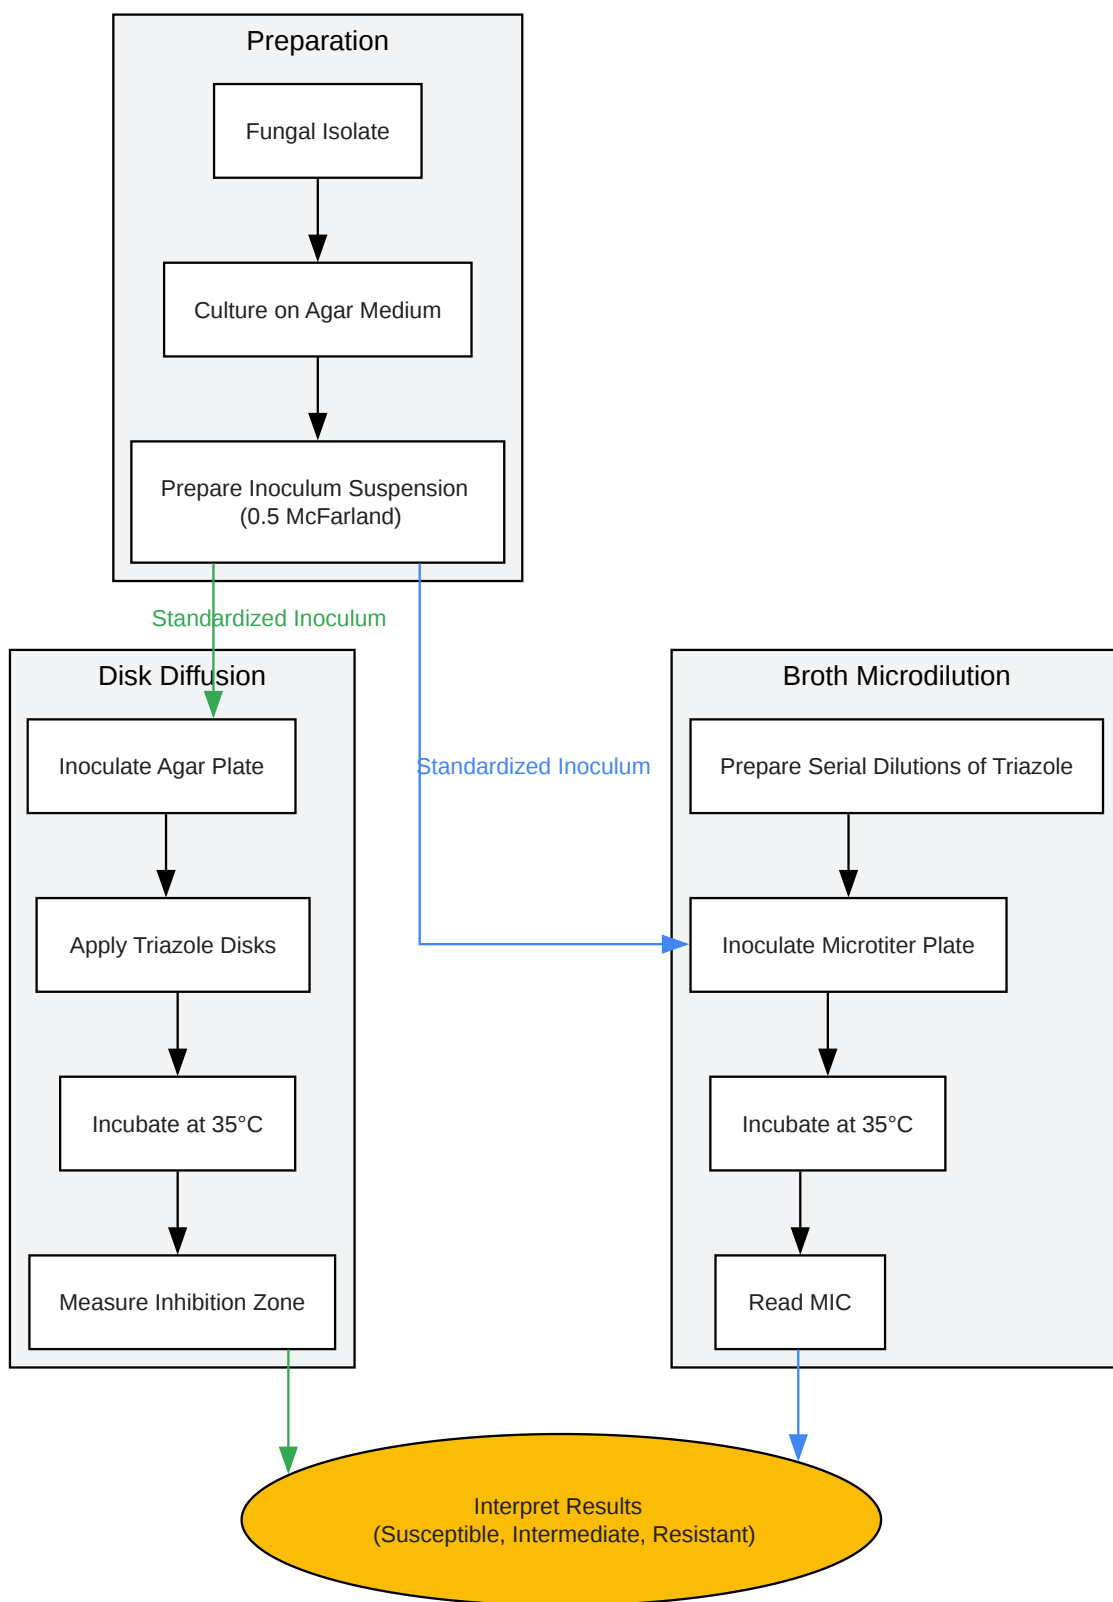 Preparation
Fungal Isolate
Culture on Agar Medium
Prepare Inoculum Suspension
(0.5 McFarland)
Standardized Inoculum
Disk Diffusion
Inoculate Agar Plate
Apply Triazole Disks
Incubate at 35°C
Measure Inhibition Zone
Standardized Inoculum
Broth Microdilution
Prepare Serial Dilutions of Triazole
Inoculate Microtiter Plate
Incubate at 35°C
Read MIC
Interpret Results
(Susceptible, Intermediate, Resistant)